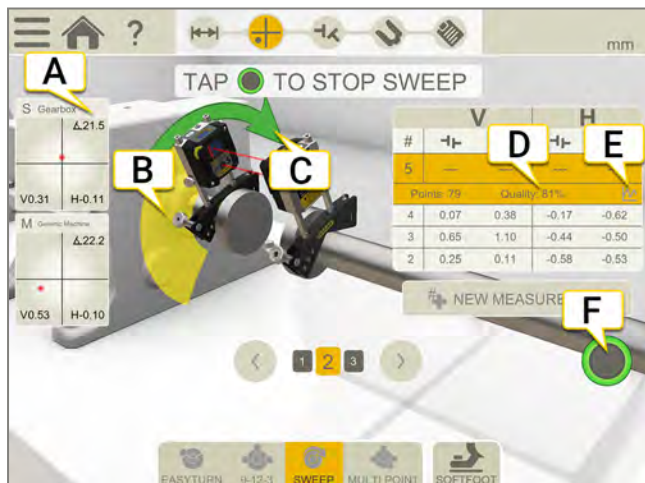 ?
mm
A
TAP TO STOP SWEEP
S Gearbox
21.5
V0.31 H-0.11
M Generic Machine
22.2
V0.53 H-0.10
B
C
V H
#
D
E
5 — —
Points: 79 Quality: 81%
4 0.07 0.38 -0.17 -0.62
3 0.65 1.10 -0.44 -0.50
2 0.25 0.11 -0.58 -0.53
NEW MEASURE
F
1 2 3
EASYTURN 9-12-3 SWEEP MULTI POINT SOFTFOOT